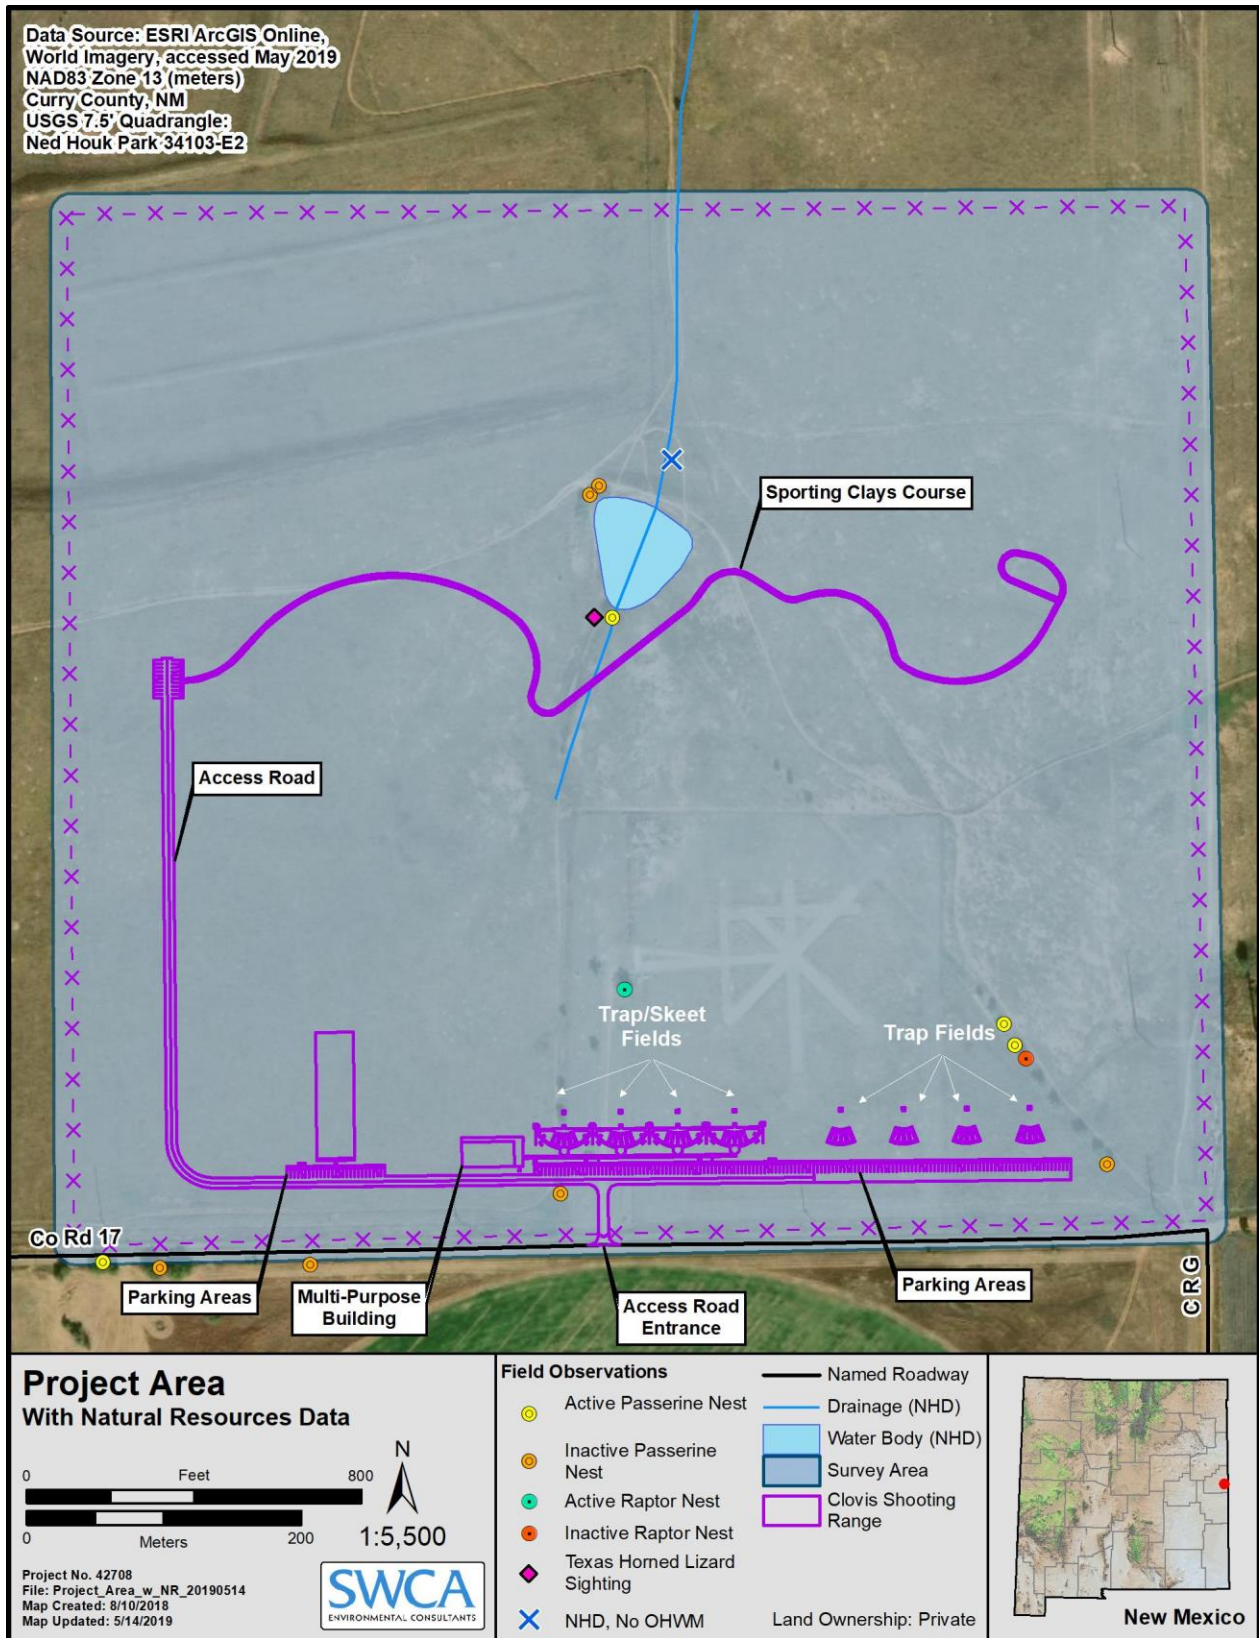 Data Source: ESRI ArcGIS Online,
World Imagery, accessed May 2019
NAD83 Zone 13 (meters)
Curry County, NM
USGS 7.5' Quadrangle:
Ned Houk Park 34103-E2
Sporting Clays Course
Access Road
Trap/Skeet
Fields
Trap Fields
Co Rd 17
Parking Areas
Multi-Purpose
Building
Access Road
Entrance
Parking Areas
C R G
Project Area
With Natural Resources Data
0 Feet 800
0 Meters 200
N
1:5,500
Project No. 42708
File: Project_Area_w_NR_20190514
Map Created: 8/10/2018
Map Updated: 5/14/2019
SWCA
ENVIRONMENTAL CONSULTANTS
Field Observations
Active Passerine Nest
Inactive Passerine
Nest
Active Raptor Nest
Inactive Raptor Nest
Texas Horned Lizard
Sighting
NHD, No OHWM
Named Roadway
Drainage (NHD)
Water Body (NHD)
Survey Area
Clovis Shooting
Range
Land Ownership: Private
New Mexico